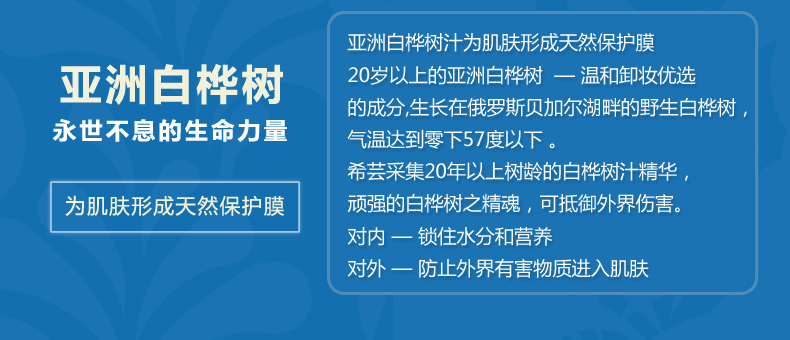 亚洲白桦树
永世不息的生命力量
为肌肤形成天然保护膜
亚洲白桦树汁为肌肤形成天然保护膜
20岁以上的亚洲白桦树 — 温和卸妆优选
的成分,生长在俄罗斯贝加尔湖畔的野生白桦树，
气温达到零下57度以下 。
希芸采集20年以上树龄的白桦树汁精华，
顽强的白桦树之精魂，可抵御外界伤害。
对内 — 锁住水分和营养
对外 — 防止外界有害物质进入肌肤